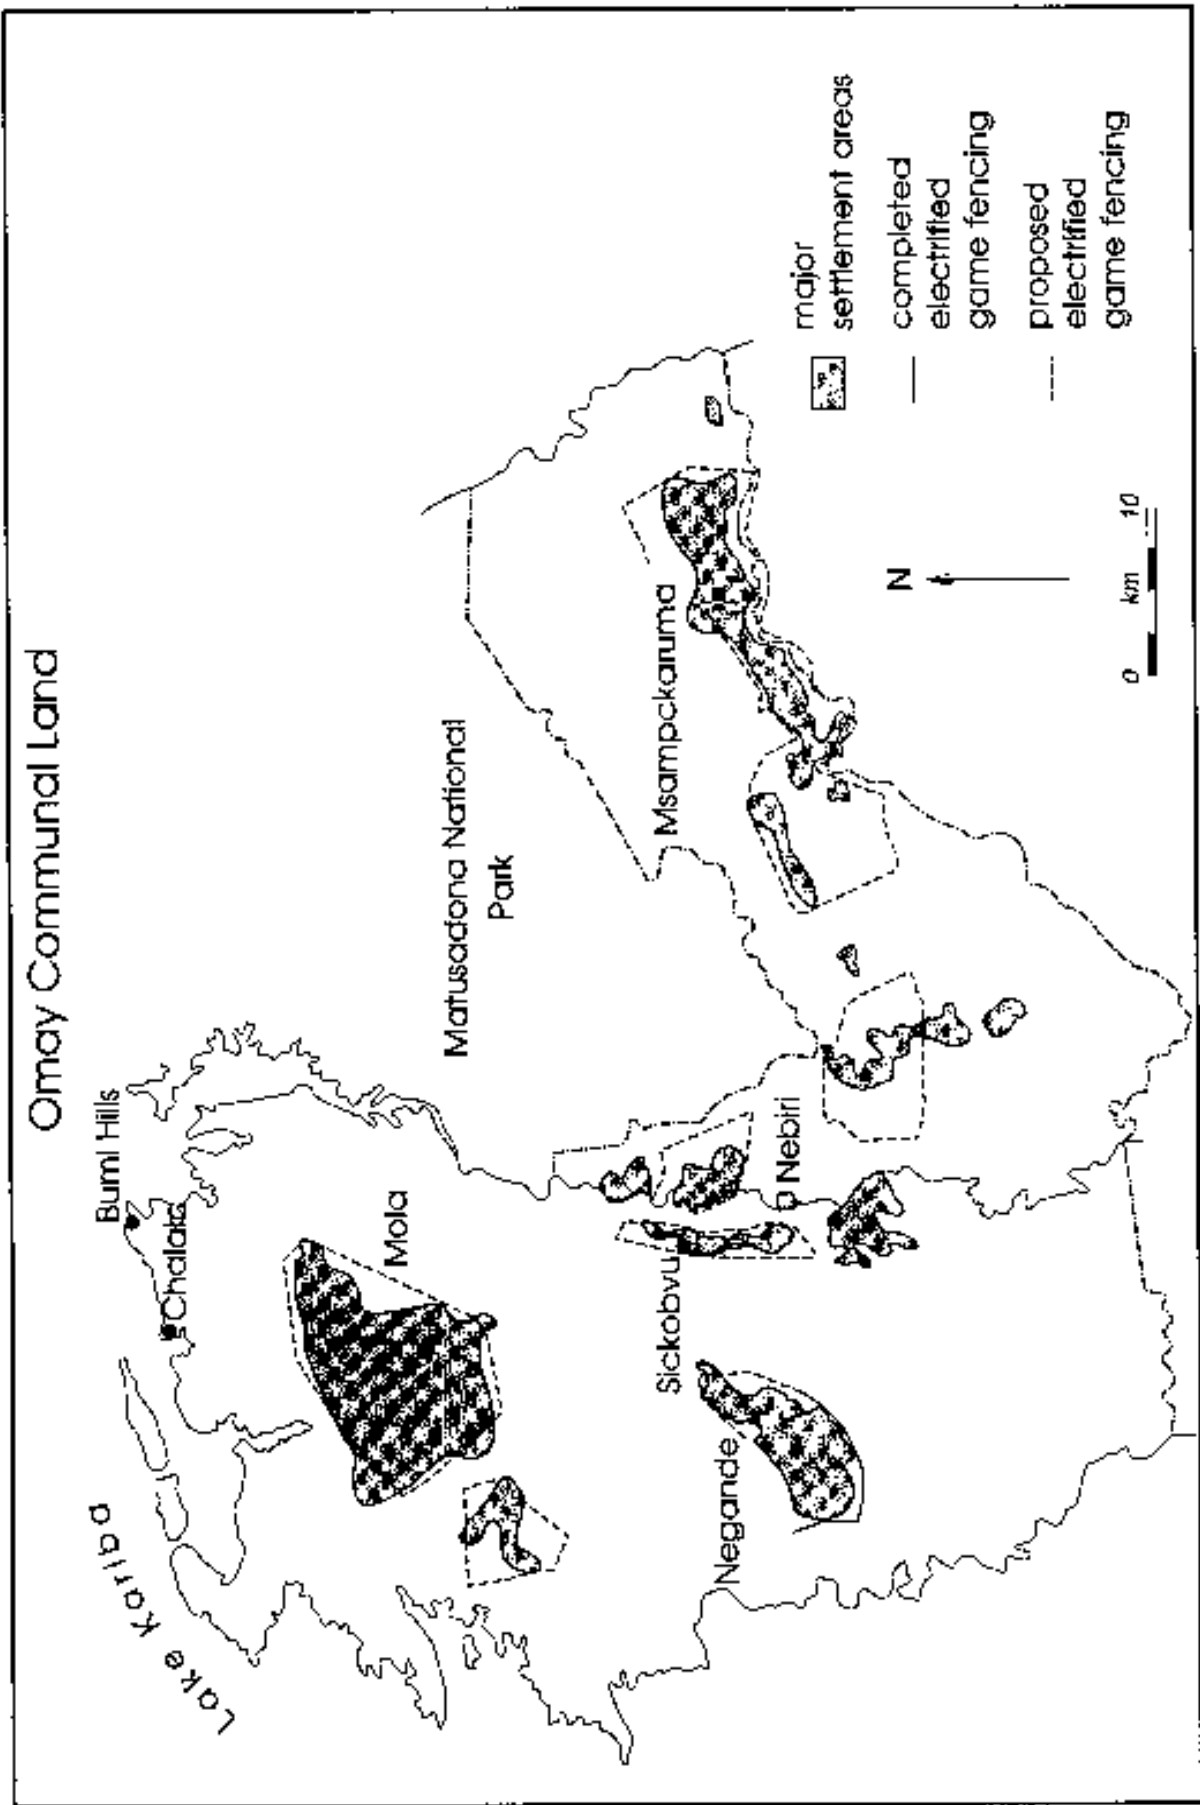 Omay Communal Land
Lake Kariba
Bumi Hills
Chalala
Mola
Matusadona National
Park
Sickobvu
Negande
Nebiri
Msampckaruma
major
settlement areas
completed
electrified
game fencing
proposed
electrified
game fencing
N
0 km 10